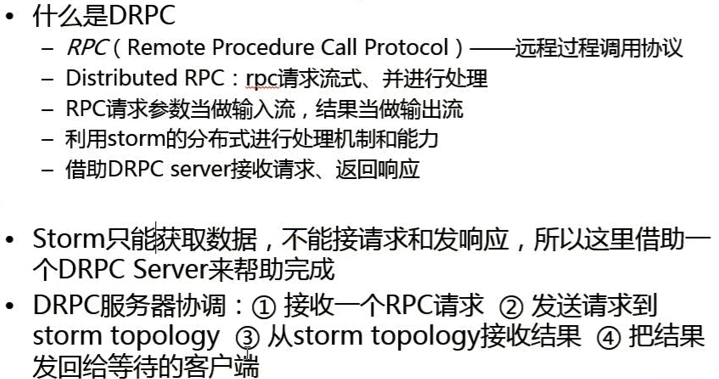 • 什么是DRPC
– RPC（Remote Procedure Call Protocol）——远程过程调用协议
– Distributed RPC：rpc请求流式、并进行处理
– RPC请求参数当做输入流，结果当做输出流
– 利用storm的分布式进行处理机制和能力
– 借助DRPC server接收请求、返回响应
• Storm只能获取数据，不能接请求和发响应，所以这里借助一
个DRPC Server来帮助完成
• DRPC服务器协调：① 接收一个RPC请求 ② 发送请求到
storm topology ③ 从storm topology接收结果 ④ 把结果
发回给等待的客户端